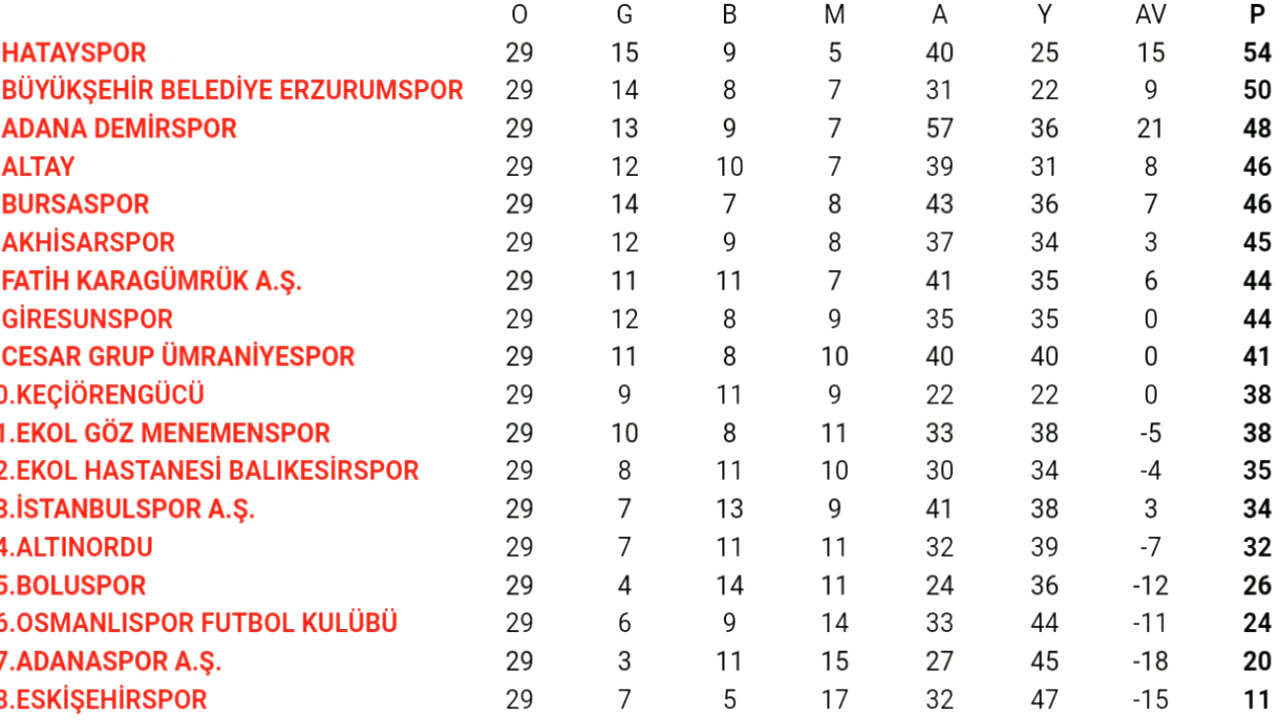 O G B M A Y AV P
HATAYSPOR 29 15 9 5 40 25 15 54
BÜYÜKŞEHİR BELEDİYE ERZURUMSPOR 29 14 8 7 31 22 9 50
ADANA DEMİRSPOR 29 13 9 7 57 36 21 48
ALTAY 29 12 10 7 39 31 8 46
BURSASPOR 29 14 7 8 43 36 7 46
AKHİSARSPOR 29 12 9 8 37 34 3 45
FATİH KARAGÜMRÜK A.Ş. 29 11 11 7 41 35 6 44
GİRESUNSPOR 29 12 8 9 35 35 0 44
CESAR GRUP ÜMRANİYESPOR 29 11 8 10 40 40 0 41
0.KEÇİÖRENGÜCÜ 29 9 11 9 22 22 0 38
1.EKOL GÖZ MENEMENSPOR 29 10 8 11 33 38 -5 38
2.EKOL HASTANESİ BALIKESİRSPOR 29 8 11 10 30 34 -4 35
3.İSTANBULSPOR A.Ş. 29 7 13 9 41 38 3 34
4.ALTINORDU 29 7 11 11 32 39 -7 32
5.BOLUSPOR 29 4 14 11 24 36 -12 26
6.OSMANLISPOR FUTBOL KULÜBÜ 29 6 9 14 33 44 -11 24
7.ADANASPOR A.Ş. 29 3 11 15 27 45 -18 20
8.ESKİŞEHİRSPOR 29 7 5 17 32 47 -15 11